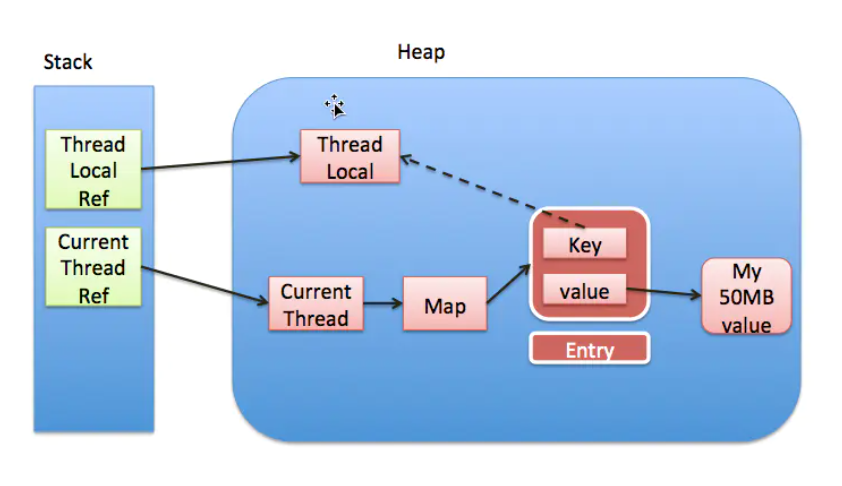 Stack
Heap
Thread
Local
Ref
Thread
Local
Current
Thread
Ref
Key
Current
Thread
Map
value
My
50MB
value
Entry